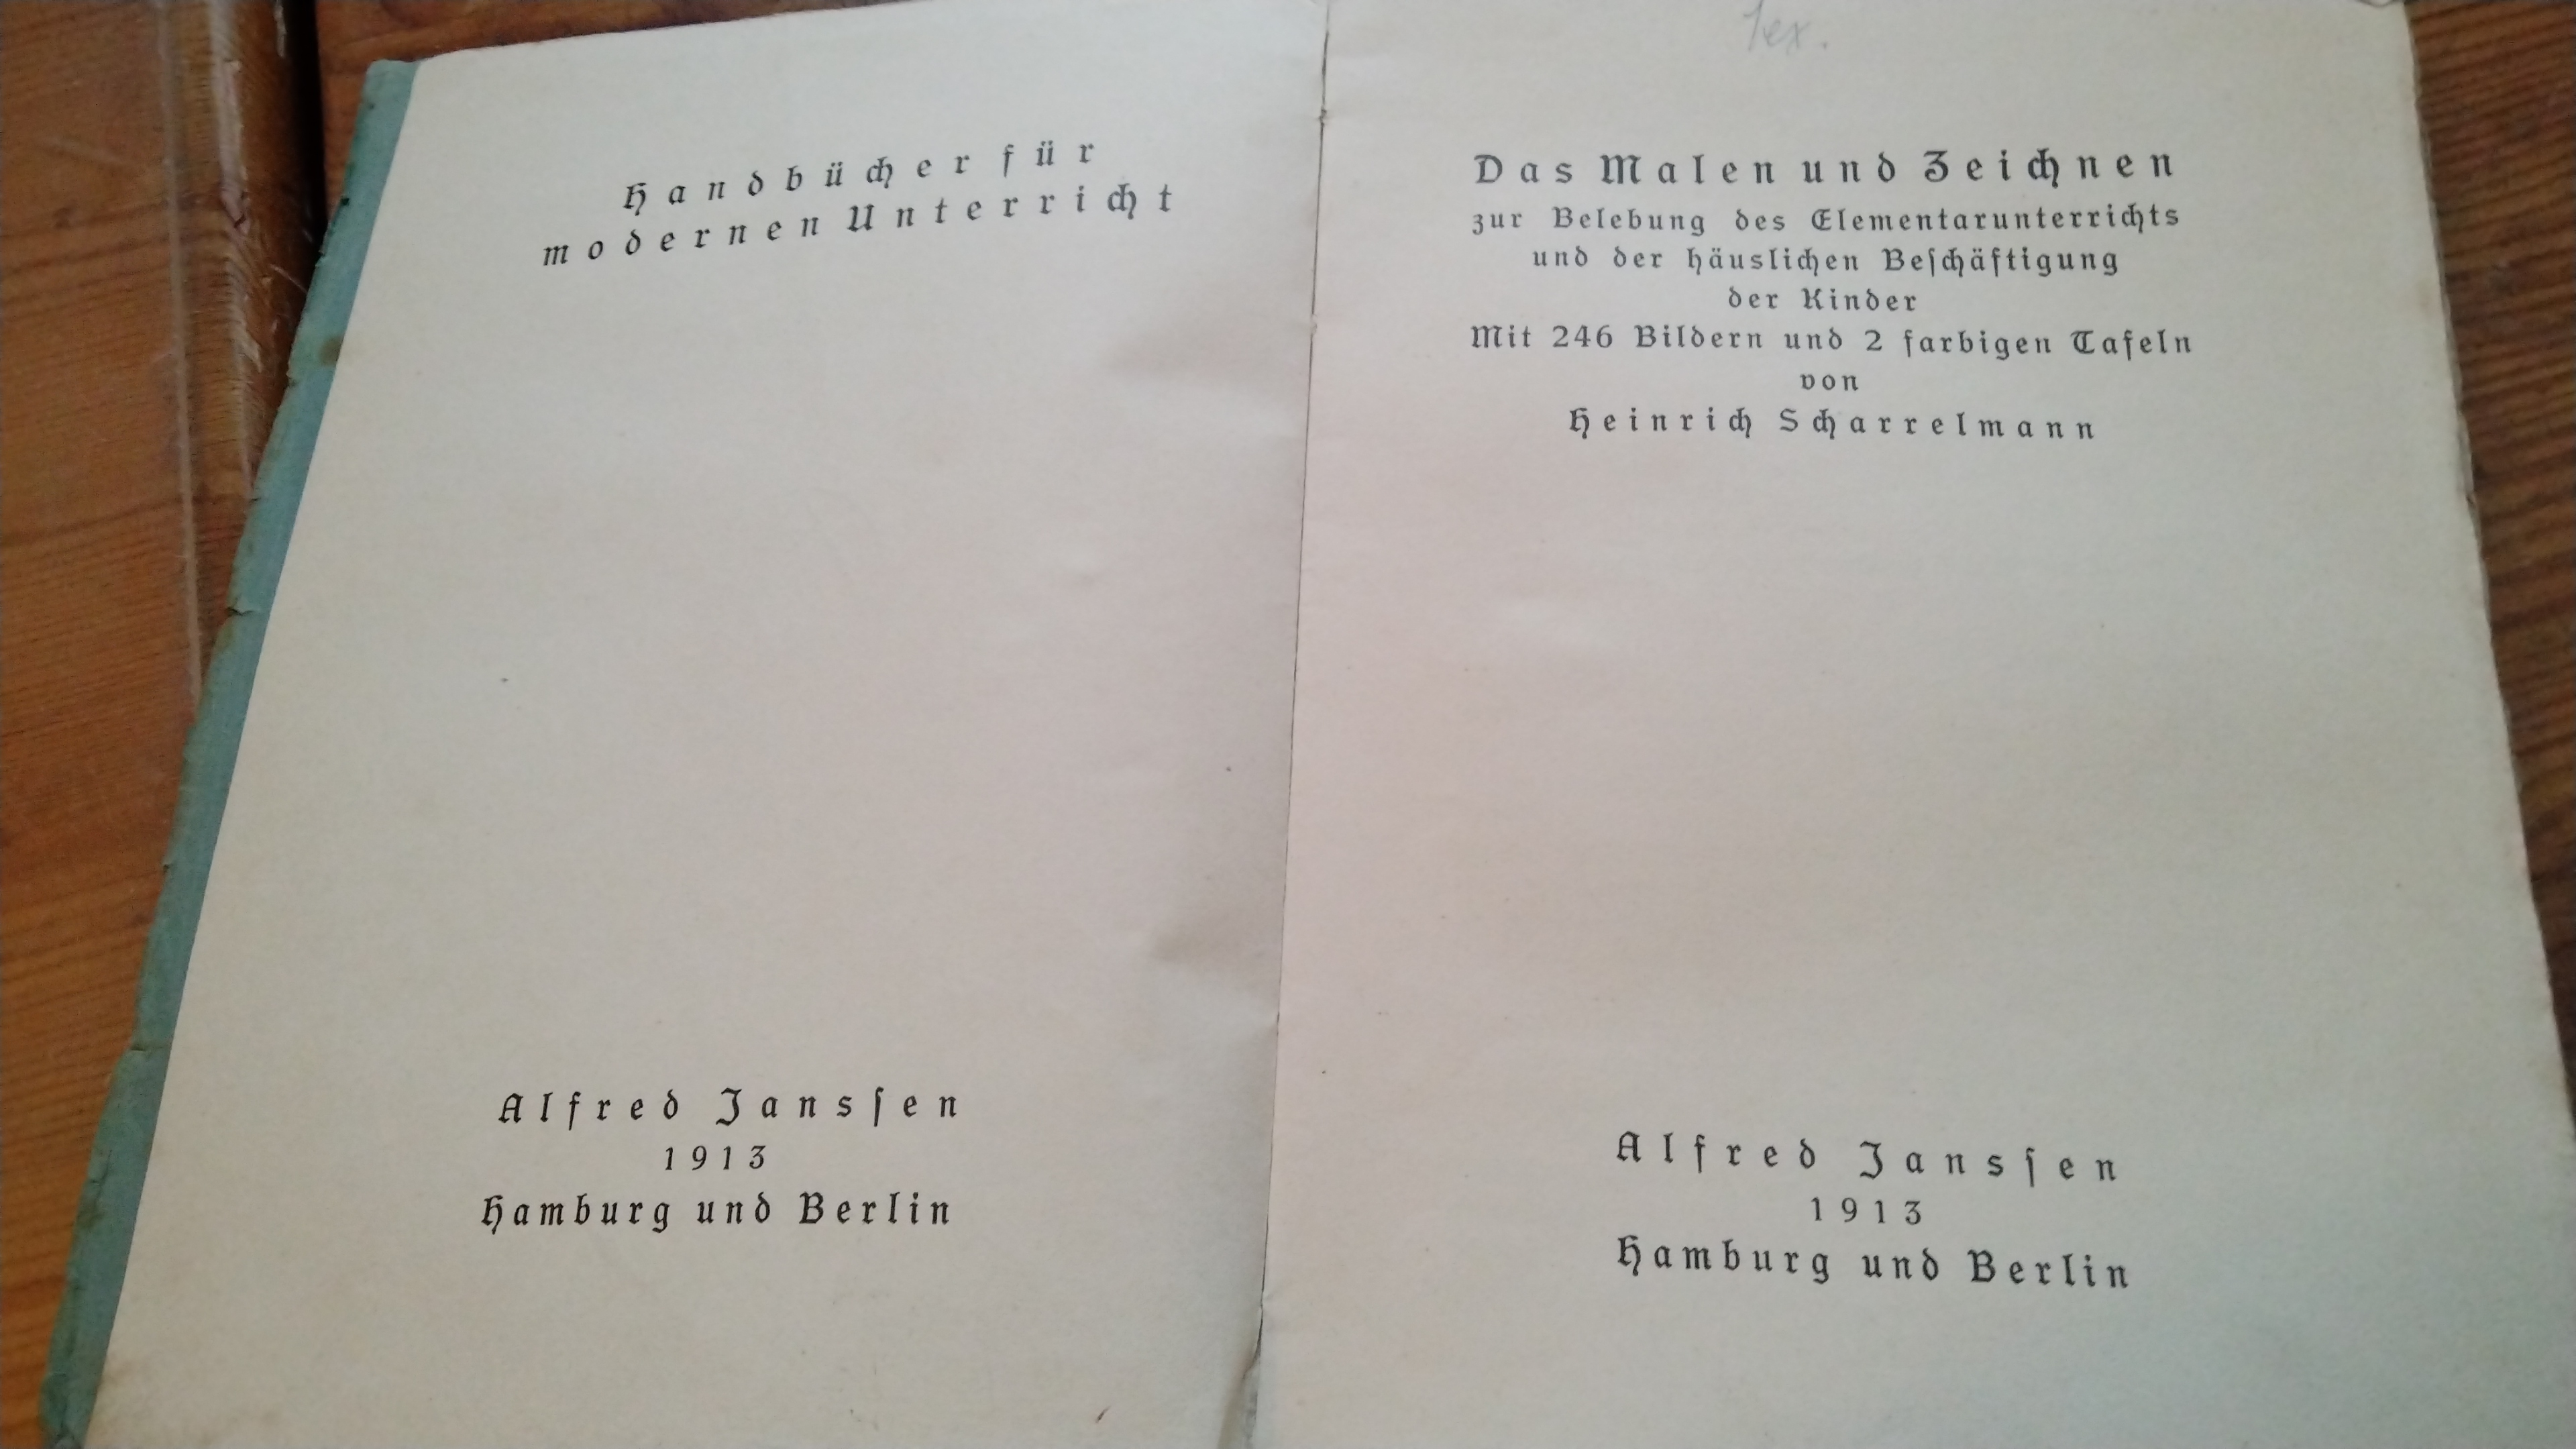 Handbücher für
modernen Unterricht
Alfred Jansſen
1913
Hamburg und Berlin
1 ex.
Das Malen und Zeichnen
zur Belebung des Elementarunterrichts
und der häuslichen Beſchäftigung
der Kinder
Mit 246 Bildern und 2 farbigen Tafeln
von
Heinrich Scharrelmann
Alfred Jansſen
1913
Hamburg und Berlin